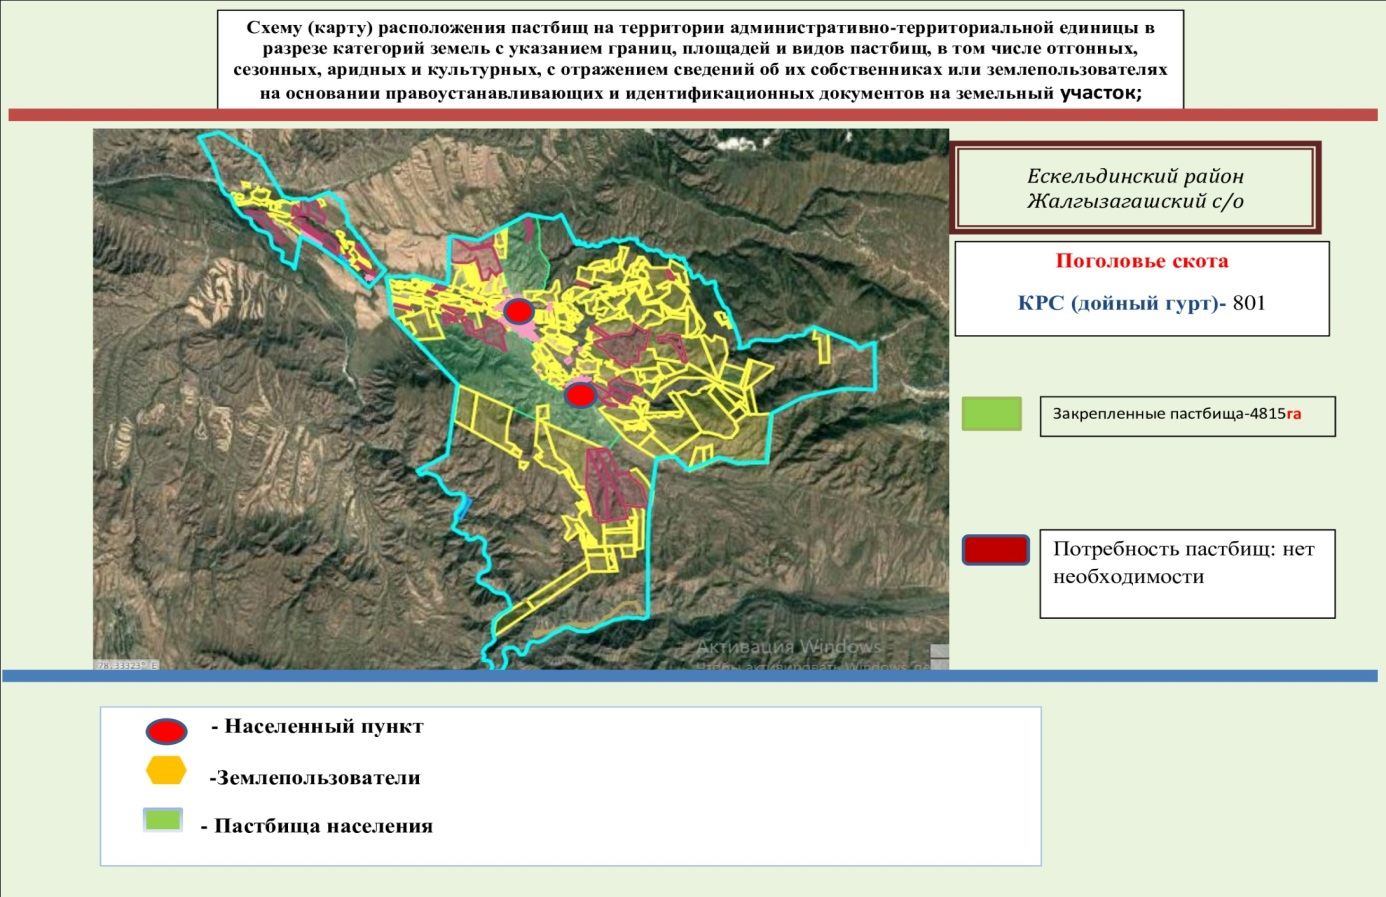 Схему (карту) расположения пастбищ на территории административно-территориальной единицы в
разрезе категорий земель с указанием границ, площадей и видов пастбищ, в том числе отгонных,
сезонных, аридных и культурных, с отражением сведений об их собственниках или землепользователях
на основании правоустанавливающих и идентификационных документов на земельный участок;
Ескельдинский район
Жалгызагашский с/о
Поголовье скота
КРС (дойный гурт)- 801
Закрепленные пастбища-4815га
Потребность пастбищ: нет
необходимости
Активация Windows
Чтобы активировать Windows
- Населенный пункт
-Землепользователи
- Пастбища населения